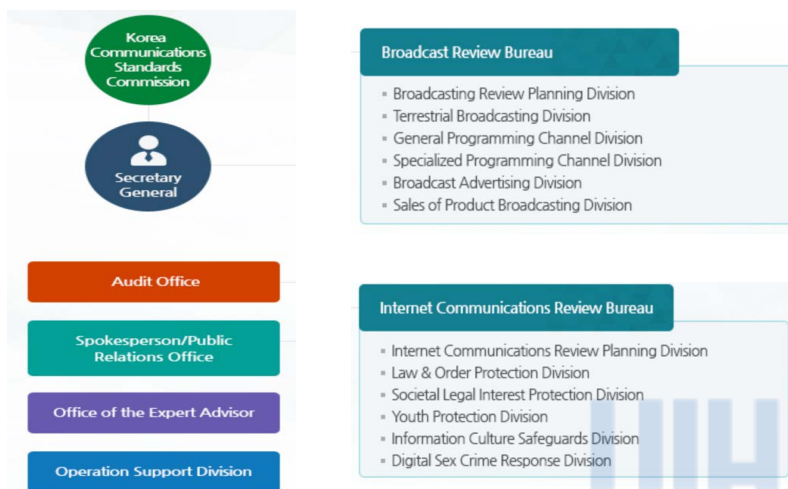 Korea
Communications
Standards
Commission
Secretary
General
Audit Office
Spokesperson/Public
Relations Office
Office of the Expert Advisor
Operation Support Division
Broadcast Review Bureau
Broadcasting Review Planning Division
Terrestrial Broadcasting Division
General Programming Channel Division
Specialized Programming Channel Division
Broadcast Advertising Division
Sales of Product Broadcasting Division
Internet Communications Review Bureau
Internet Communications Review Planning Division
Law & Order Protection Division
Societal Legal Interest Protection Division
Youth Protection Division
Information Culture Safeguards Division
Digital Sex Crime Response Division